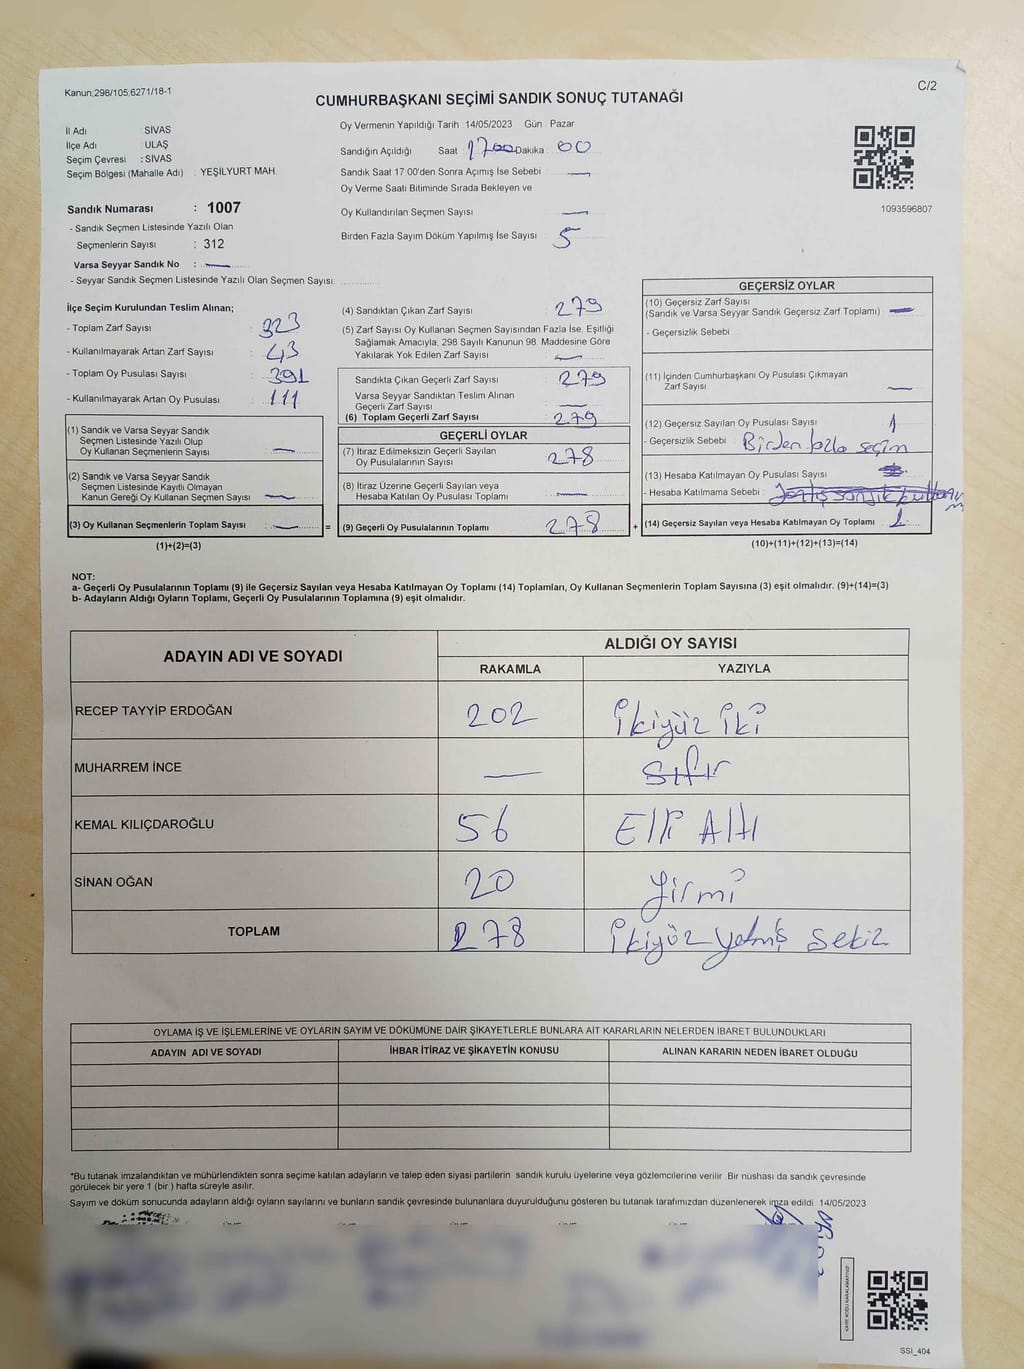 Kanun;298/105;6271/18-1
C/2
CUMHURBAŞKANI SEÇİMİ SANDIK SONUÇ TUTANAĞI
İl Adı : SİVAS
İlçe Adı : ULAŞ
Seçim Çevresi : SİVAS
Seçim Bölgesi (Mahalle Adı) : YEŞİLYURT MAH.
Sandık Numarası : 1007
- Sandık Seçmen Listesinde Yazılı Olan
Seçmenlerin Sayısı : 312
Varsa Seyyar Sandık No : —
- Seyyar Sandık Seçmen Listesinde Yazılı Olan Seçmen Sayısı
Oy Vermenin Yapıldığı Tarih :14/05/2023 Gün Pazar
Sandığın Açıldığı Saat 1700 Dakika : 00
Sandık Saat 17:00'den Sonra Açımış İse Sebebi : —
Oy Verme Saati Bitiminde Sırada Bekleyen ve
Oy Kullandırılan Seçmen Sayısı —
Birden Fazla Sayım Döküm Yapılmış İse Sayısı 5
1093596807
İlçe Seçim Kurulundan Teslim Alınan;
- Toplam Zarf Sayısı : 323
- Kullanılmayarak Artan Zarf Sayısı : 43
- Toplam Oy Pusulası Sayısı : 391
- Kullanılmayarak Artan Oy Pusulası : 111
(1) Sandık ve Varsa Seyyar Sandık
Seçmen Listesinde Yazılı Olup
Oy Kullanan Seçmenlerin Sayısı : —
(2) Sandık ve Varsa Seyyar Sandık
Seçmen Listesinde Kayıtlı Olmayan
Kanun Gereği Oy Kullanan Seçmen Sayısı : —
(3) Oy Kullanan Seçmenlerin Toplam Sayısı : — =
(1)+(2)=(3)
(4) Sandıktan Çıkan Zarf Sayısı : 279
(5) Zarf Sayısı Oy Kullanan Seçmen Sayısından Fazla İse, Eşitliği
Sağlamak Amacıyla, 298 Sayılı Kanunun 98. Maddesine Göre
Yakılarak Yok Edilen Zarf Sayısı : —
Sandıkta Çıkan Geçerli Zarf Sayısı : 279
Varsa Seyyar Sandıktan Teslim Alınan
Geçerli Zarf Sayısı : —
(6) Toplam Geçerli Zarf Sayısı : 279
GEÇERLİ OYLAR
(7) İtiraz Edilmeksizin Geçerli Sayılan
Oy Pusulalarının Sayısı : 278
(8) İtiraz Üzerine Geçerli Sayılan veya
Hesaba Katılan Oy Pusulası Toplamı : —
(9) Geçerli Oy Pusulalarının Toplamı : 278 +
GEÇERSİZ OYLAR
(10) Geçersiz Zarf Sayısı
(Sandık ve Varsa Seyyar Sandık Geçersiz Zarf Toplamı) : —
- Geçersizlik Sebebi :
(11) İçinden Cumhurbaşkanı Oy Pusulası Çıkmayan
Zarf Sayısı : —
(12) Geçersiz Sayılan Oy Pusulası Sayısı : 1
- Geçersizlik Sebebi : Birden fazla seçim
(13) Hesaba Katılmayan Oy Pusulası Sayısı :
- Hesaba Katılmama Sebebi :
(14) Geçersiz Sayılan veya Hesaba Katılmayan Oy Toplamı : 1
(10)+(11)+(12)+(13)=(14)
NOT:
a- Geçerli Oy Pusulalarının Toplamı (9) ile Geçersiz Sayılan veya Hesaba Katılmayan Oy Toplamı (14) Toplamları, Oy Kullanan Seçmenlerin Toplam Sayısına (3) eşit olmalıdır. (9)+(14)=(3)
b- Adayların Aldığı Oyların Toplamı, Geçerli Oy Pusulalarının Toplamına (9) eşit olmalıdır.
ADAYIN ADI VE SOYADI ALDIĞI OY SAYISI
RAKAMLA YAZIYLA
RECEP TAYYİP ERDOĞAN 202 İkiyüz İki
MUHARREM İNCE — Sıfır
KEMAL KILIÇDAROĞLU 56 Elli Altı
SİNAN OĞAN 20 Yirmi
TOPLAM 278 İkiyüz Yetmiş Sekiz
OYLAMA İŞ VE İŞLEMLERİNE VE OYLARIN SAYIM VE DÖKÜMÜNE DAİR ŞİKAYETLERLE BUNLARA AİT KARARLARIN NELERDEN İBARET BULUNDUKLARI
ADAYIN ADI VE SOYADI İHBAR İTİRAZ VE ŞİKAYETİN KONUSU ALINAN KARARIN NEDEN İBARET OLDUĞU
*Bu tutanak imzalandıktan ve mühürlendikten sonra seçime katılan adayların ve talep eden siyasi partilerin sandık kurulu üyelerine veya gözlemcilerine verilir. Bir nüshası da sandık çevresinde
görülecek bir yere 1 (bir ) hafta süreyle asılır.
Sayım ve döküm sonucunda adayların aldığı oyların sayılarını ve bunların sandık çevresinde bulunanlara duyurulduğunu gösteren bu tutanak tarafımızdan düzenlenerek imza edildi. 14/05/2023
SSI_404